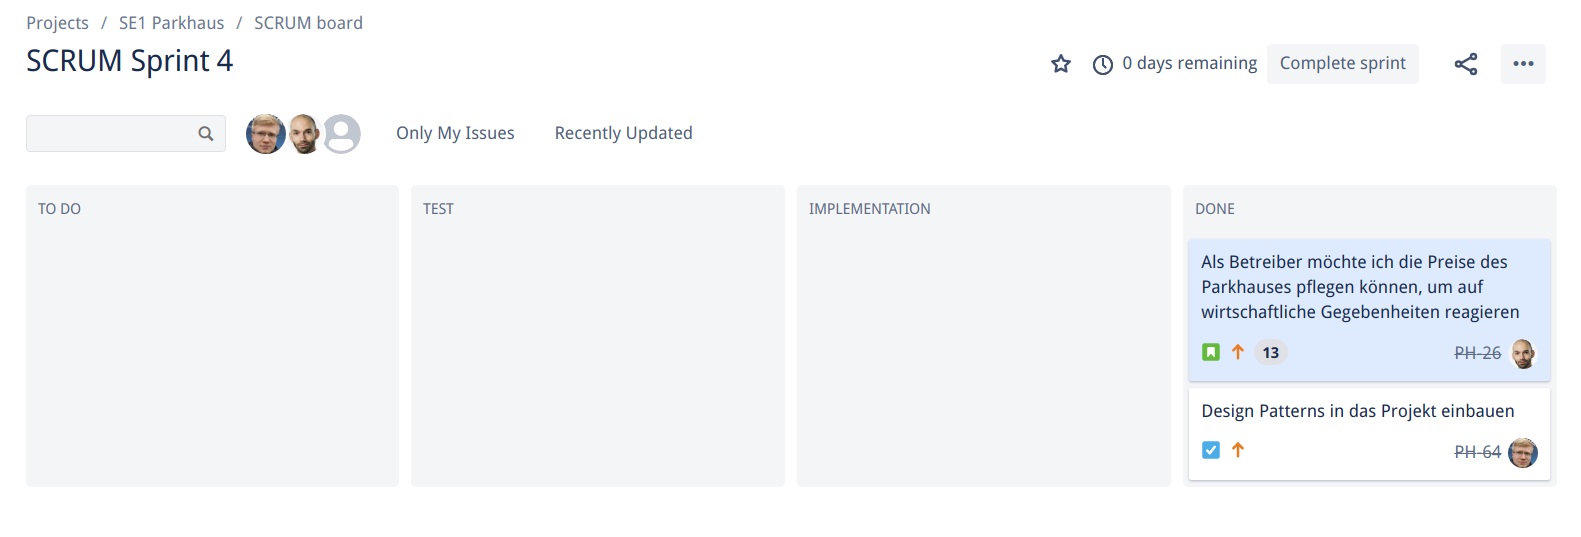 Projects / SE1 Parkhaus / SCRUM board
SCRUM Sprint 4
0 days remaining
Complete sprint
Only My Issues
Recently Updated
TO DO
TEST
IMPLEMENTATION
DONE
Als Betreiber möchte ich die Preise des
Parkhauses pflegen können, um auf
wirtschaftliche Gegebenheiten reagieren
13
PH-26
Design Patterns in das Projekt einbauen
PH-64